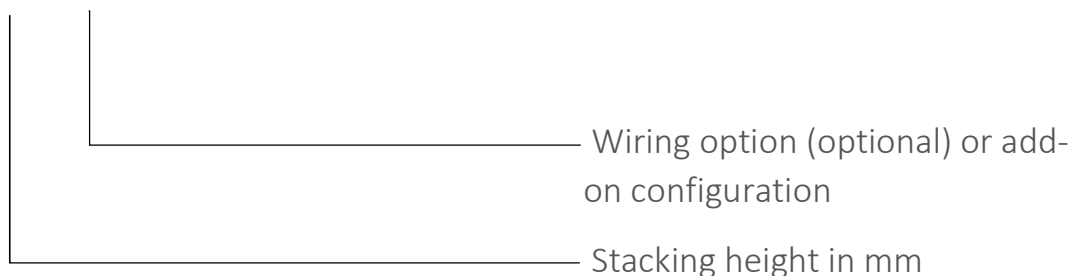 Wiring option (optional) or add-
on configuration
Stacking height in mm